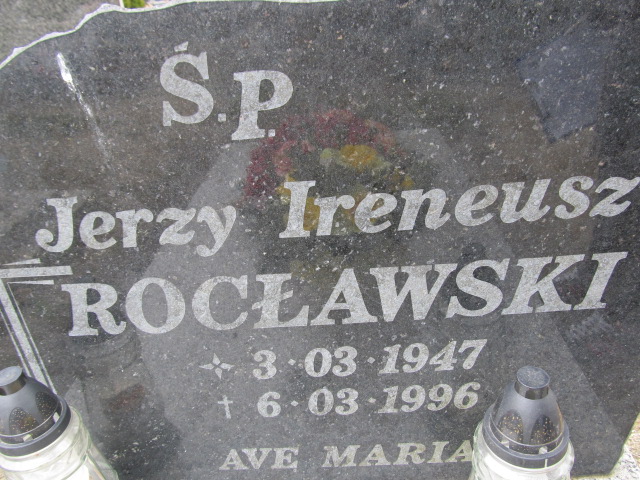 Ś.P.
Jerzy Ireneusz
ROCŁAWSKI
3·03·1947
† 6·03·1996
AVE MARIA